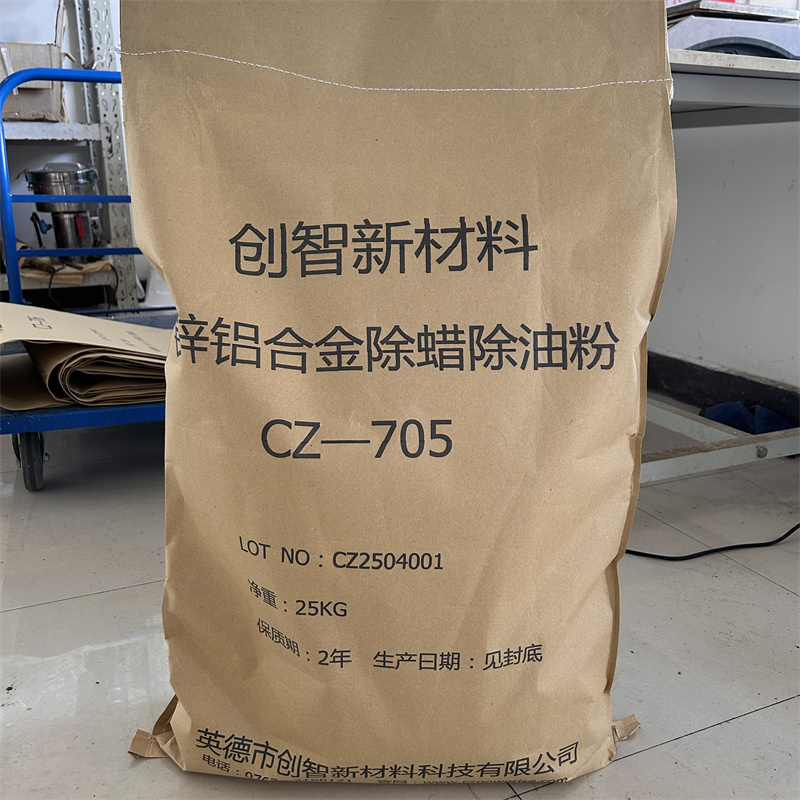 创智新材料
锌铝合金除蜡除油粉
CZ—705
LOT NO：CZ2504001
净重：25KG
保质期：2年 生产日期：见封底
英德市创智新材料科技有限公司
电话：